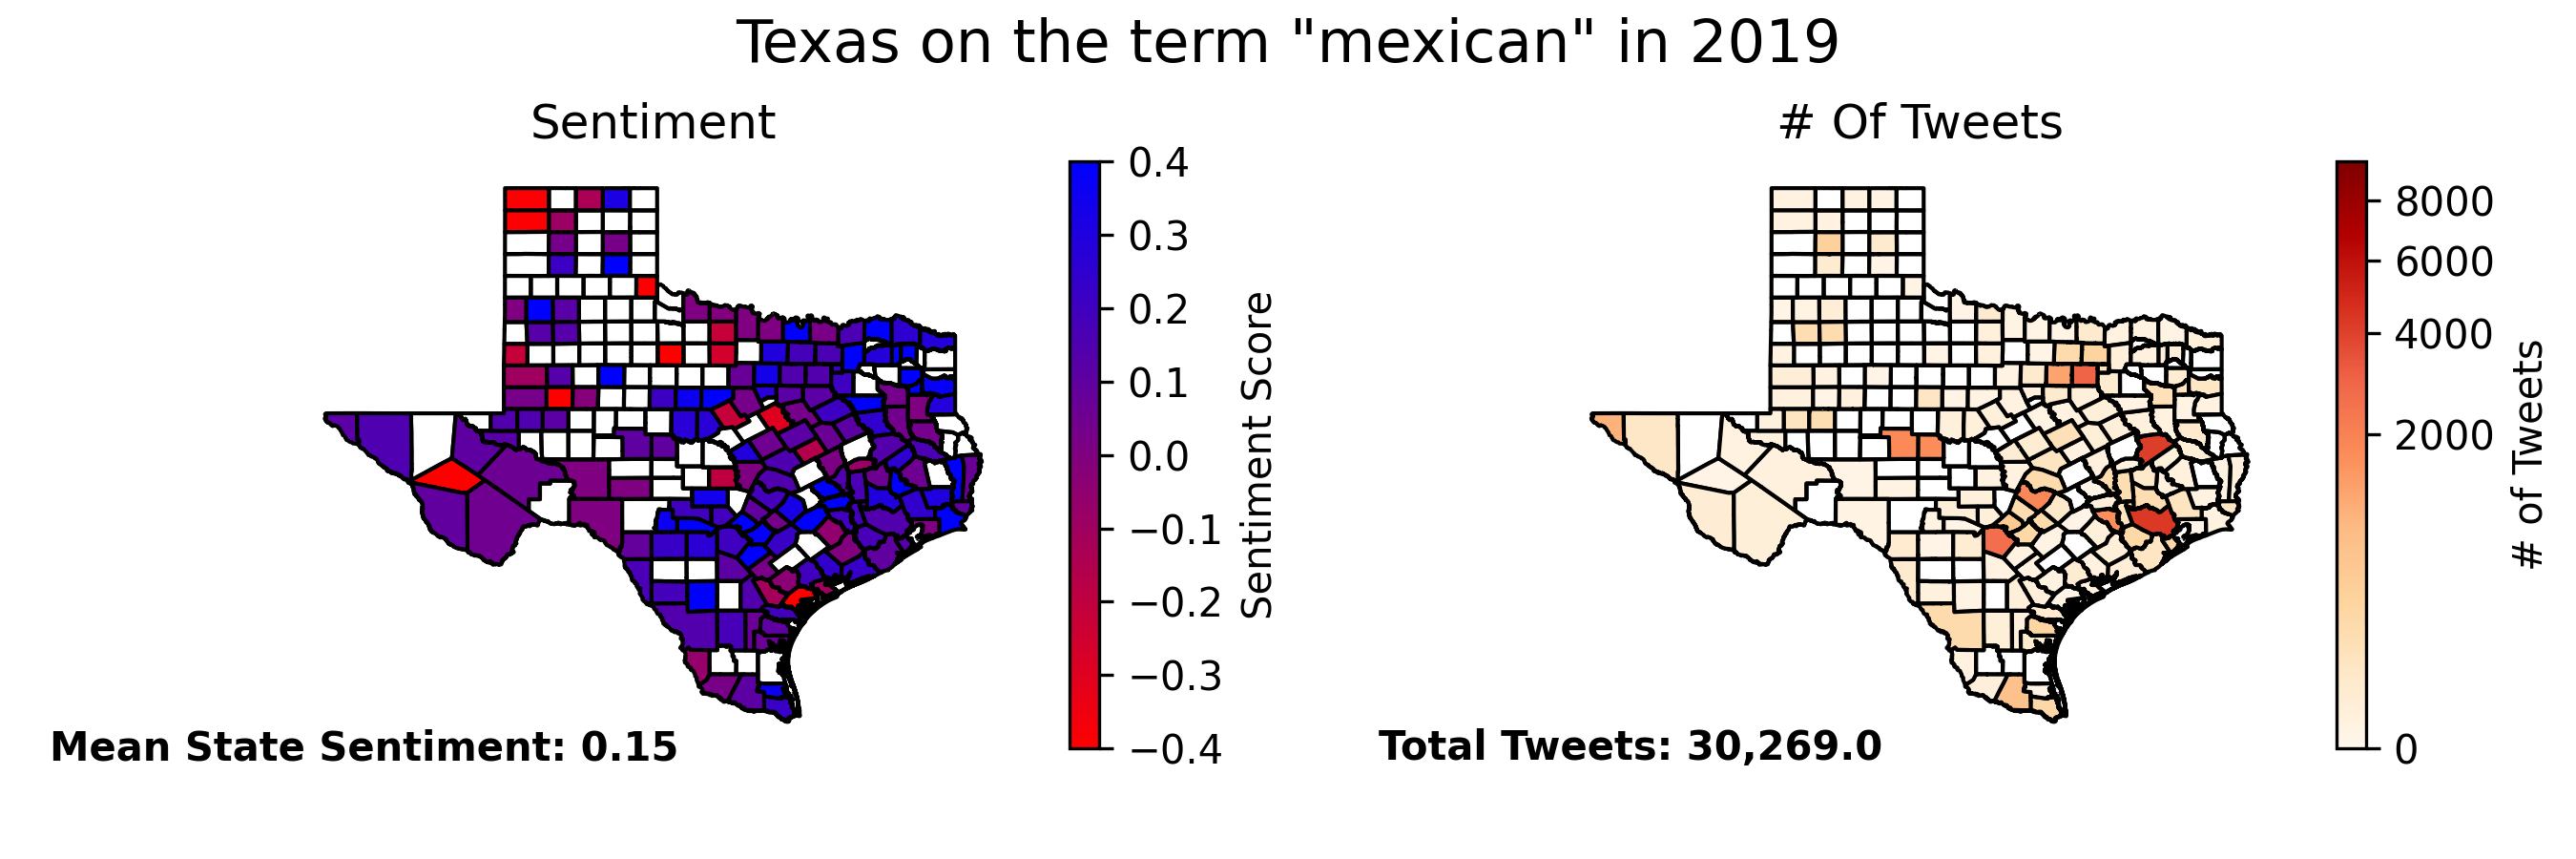 Texas on the term "mexican" in 2019
Sentiment
0.4
0.3
0.2
0.1
0.0
−0.1
−0.2
−0.3
−0.4
Sentiment Score
Mean State Sentiment: 0.15
# Of Tweets
8000
6000
4000
2000
0
# of Tweets
Total Tweets: 30,269.0